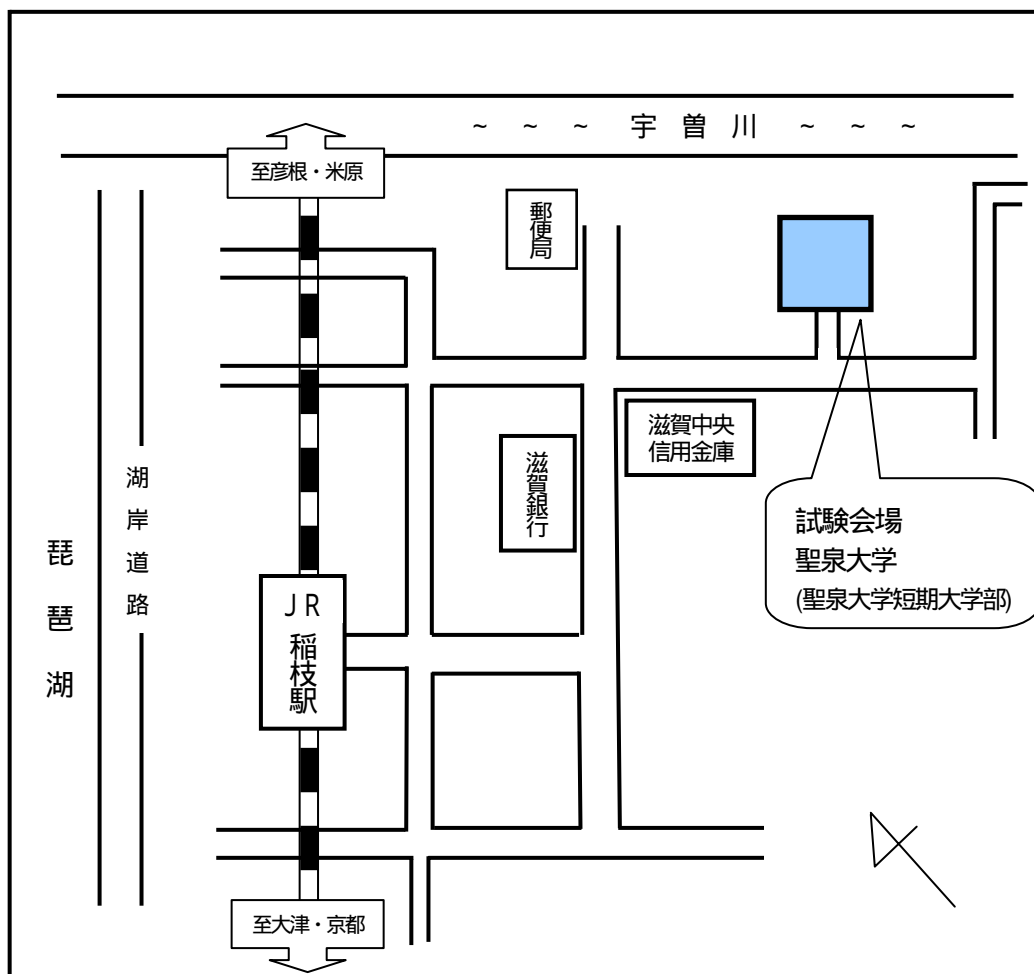 ~ ~ ~ 宇曽川 ~ ~ ~
至彦根・米原
郵便局
滋賀中央
信用金庫
滋賀銀行
湖岸道路
琵琶湖
試験会場
聖泉大学
(聖泉大学短期大学部)
JR
稲枝駅
至大津・京都